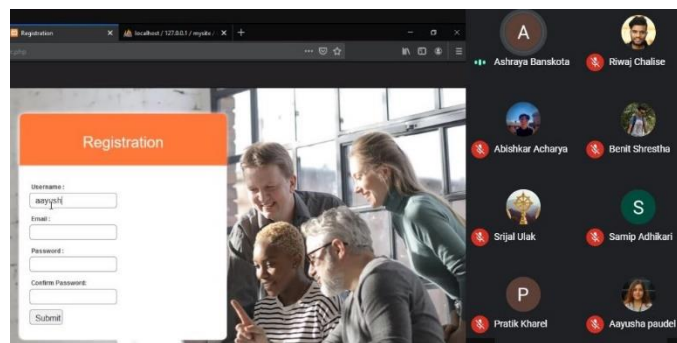 Registration
localhost / 127.0.0.1 / mysite /
Registration
Username :
aayush
Email :
Password :
Confirm Password:
Submit
A
Ashraya Banskota
Riwaj Chalise
Abishkar Acharya
Benit Shrestha
Srijal Ulak
S
Samip Adhikari
P
Pratik Kharel
Aayusha paudel